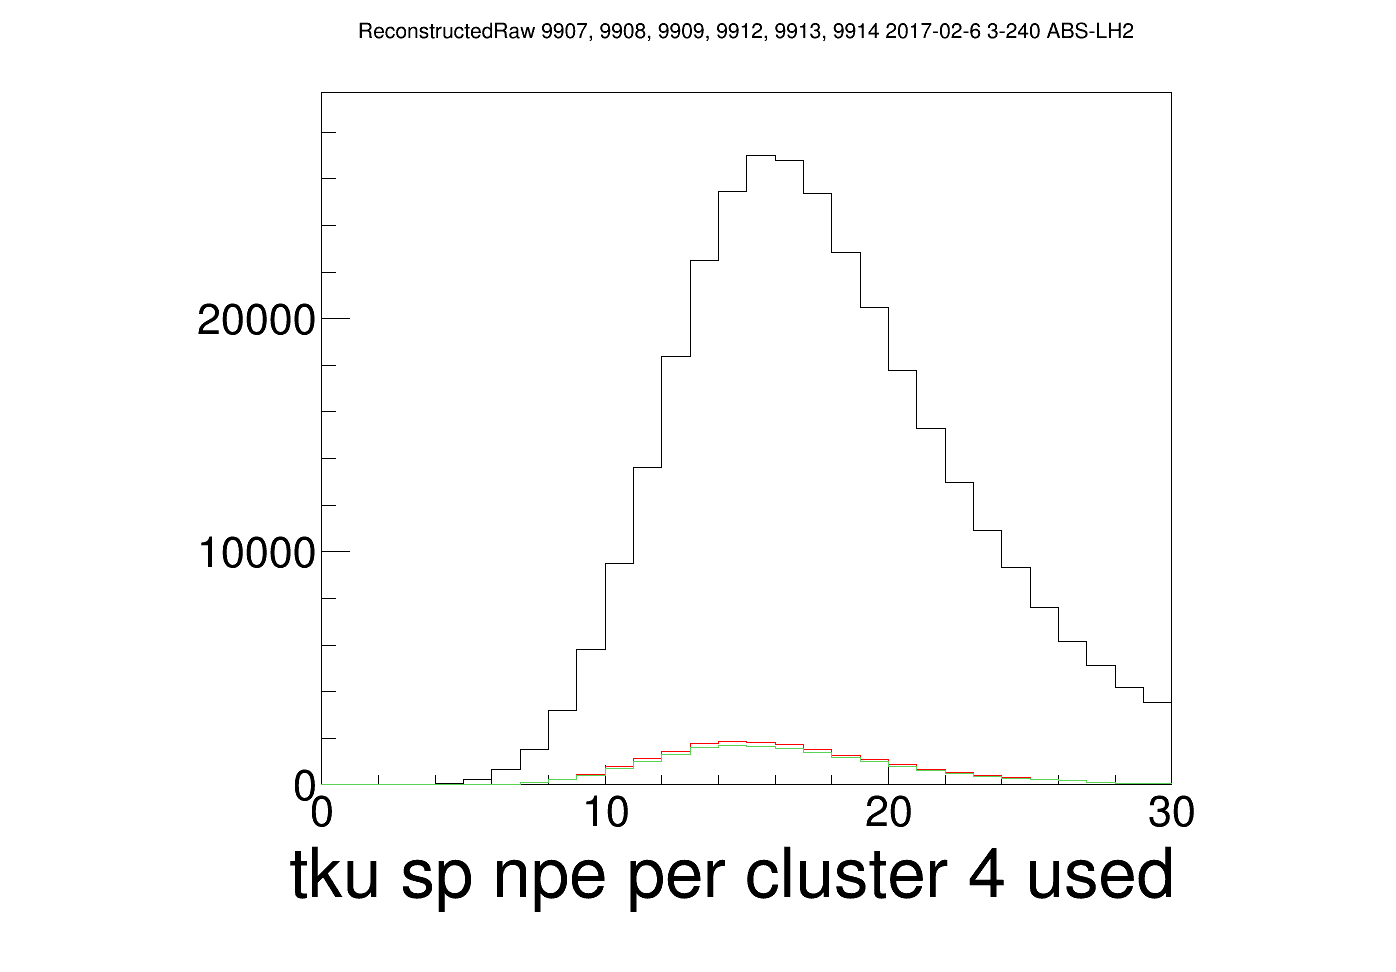 ReconstructedRaw 9907, 9908, 9909, 9912, 9913, 9914 2017-02-6 3-240 ABS-LH2
20000
10000
0
0 10 20 30
tku sp npe per cluster 4 used